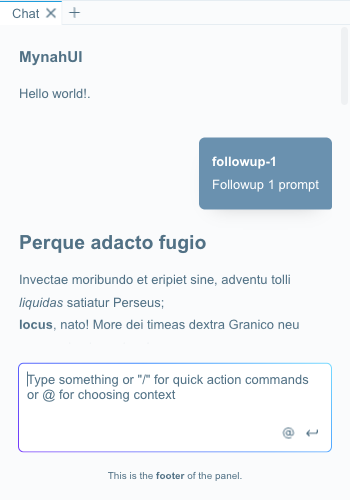 Chat
MynahUI
Hello world!.
followup-1
Followup 1 prompt
Perque adacto fugio
Invectae moribundo et eripiet sine, adventu tolli
liquidas satiatur Perseus;
locus, nato! More dei timeas dextra Granico neu
Type something or "/" for quick action commands
or @ for choosing context
@
This is the footer of the panel.